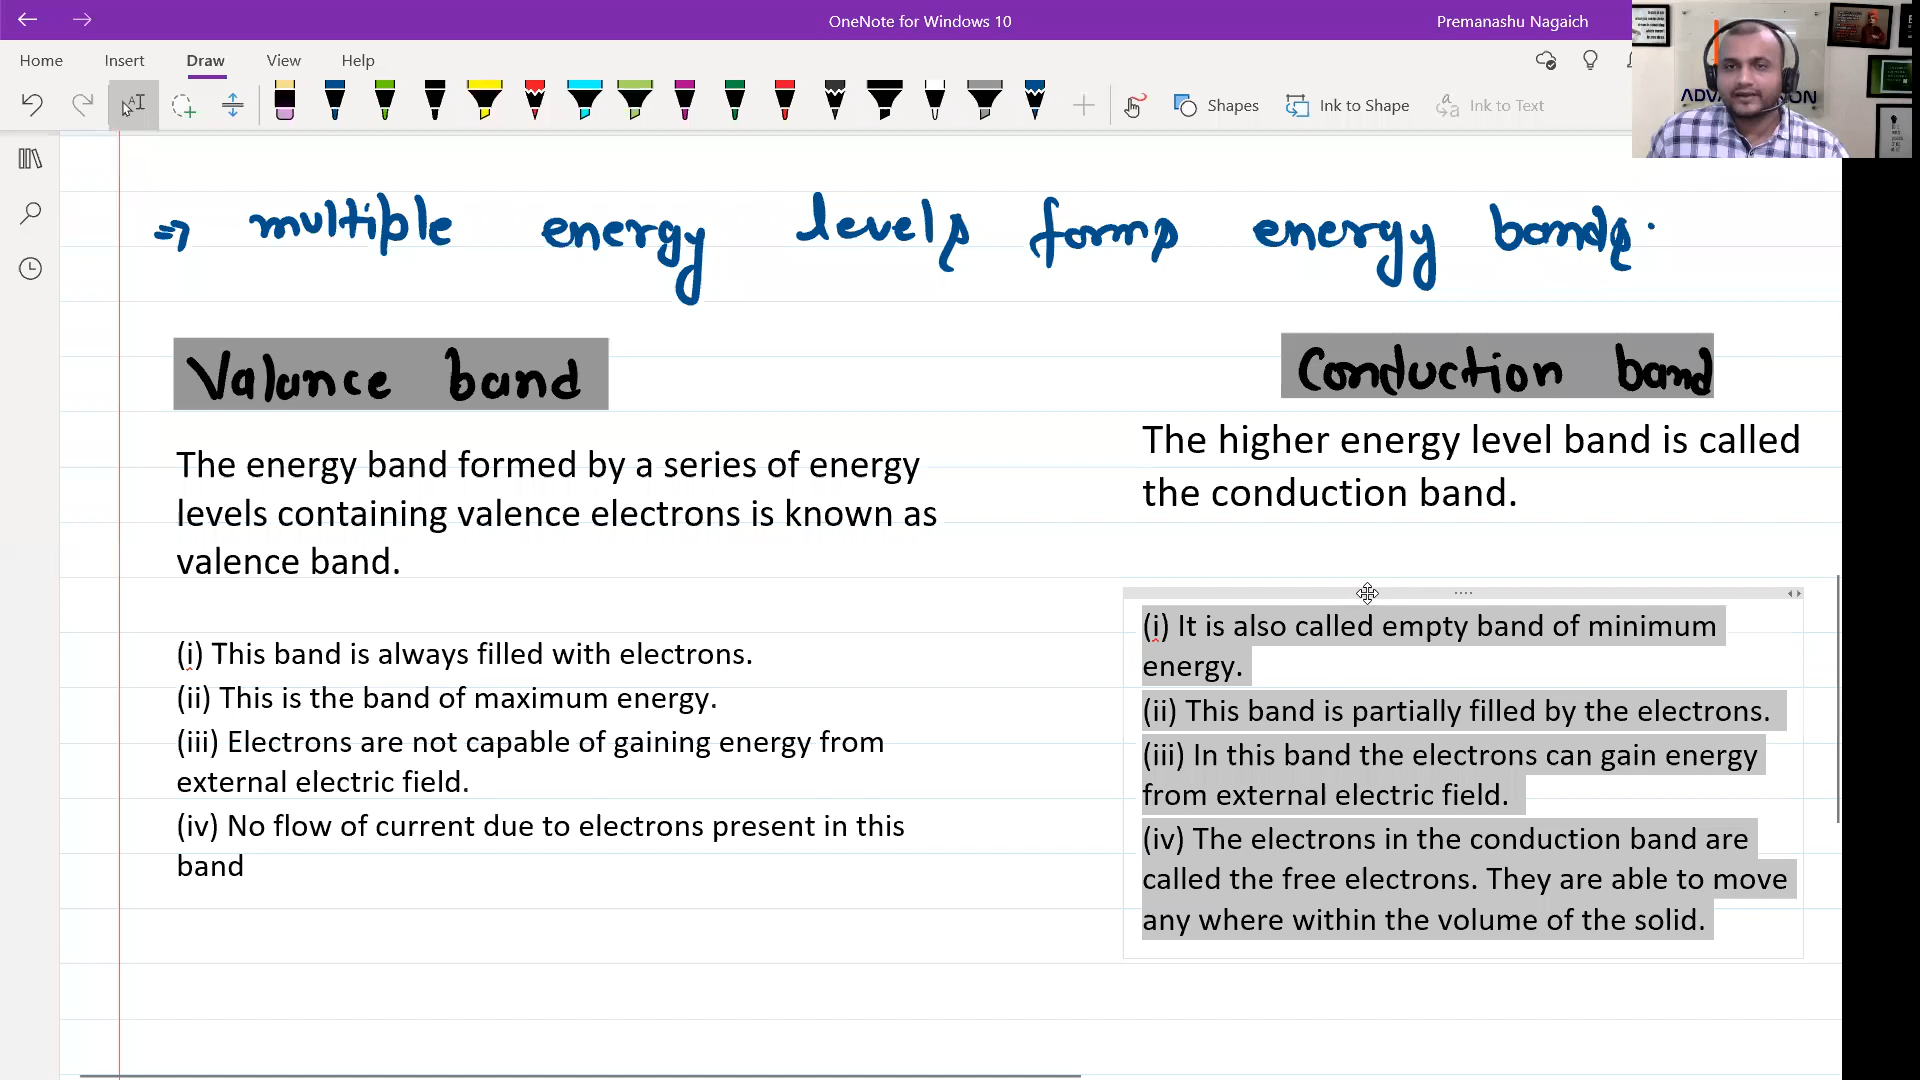 OneNote for Windows 10
Premanashu Nagaich
Home Insert Draw View Help
Shapes Ink to Shape Ink to Text
⇒ multiple energy levels forms energy bands.
Valance band
The energy band formed by a series of energy
levels containing valence electrons is known as
valence band.
(i) This band is always filled with electrons.
(ii) This is the band of maximum energy.
(iii) Electrons are not capable of gaining energy from
external electric field.
(iv) No flow of current due to electrons present in this
band
Conduction band
The higher energy level band is called
the conduction band.
(i) It is also called empty band of minimum
energy.
(ii) This band is partially filled by the electrons.
(iii) In this band the electrons can gain energy
from external electric field.
(iv) The electrons in the conduction band are
called the free electrons. They are able to move
any where within the volume of the solid.